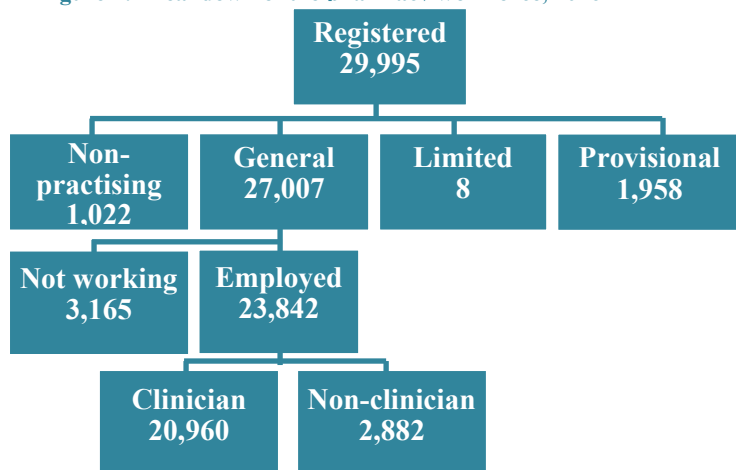 Registered
29,995
Non-
practising
1,022
General
27,007
Limited
8
Provisional
1,958
Not working
3,165
Employed
23,842
Clinician
20,960
Non-clinician
2,882